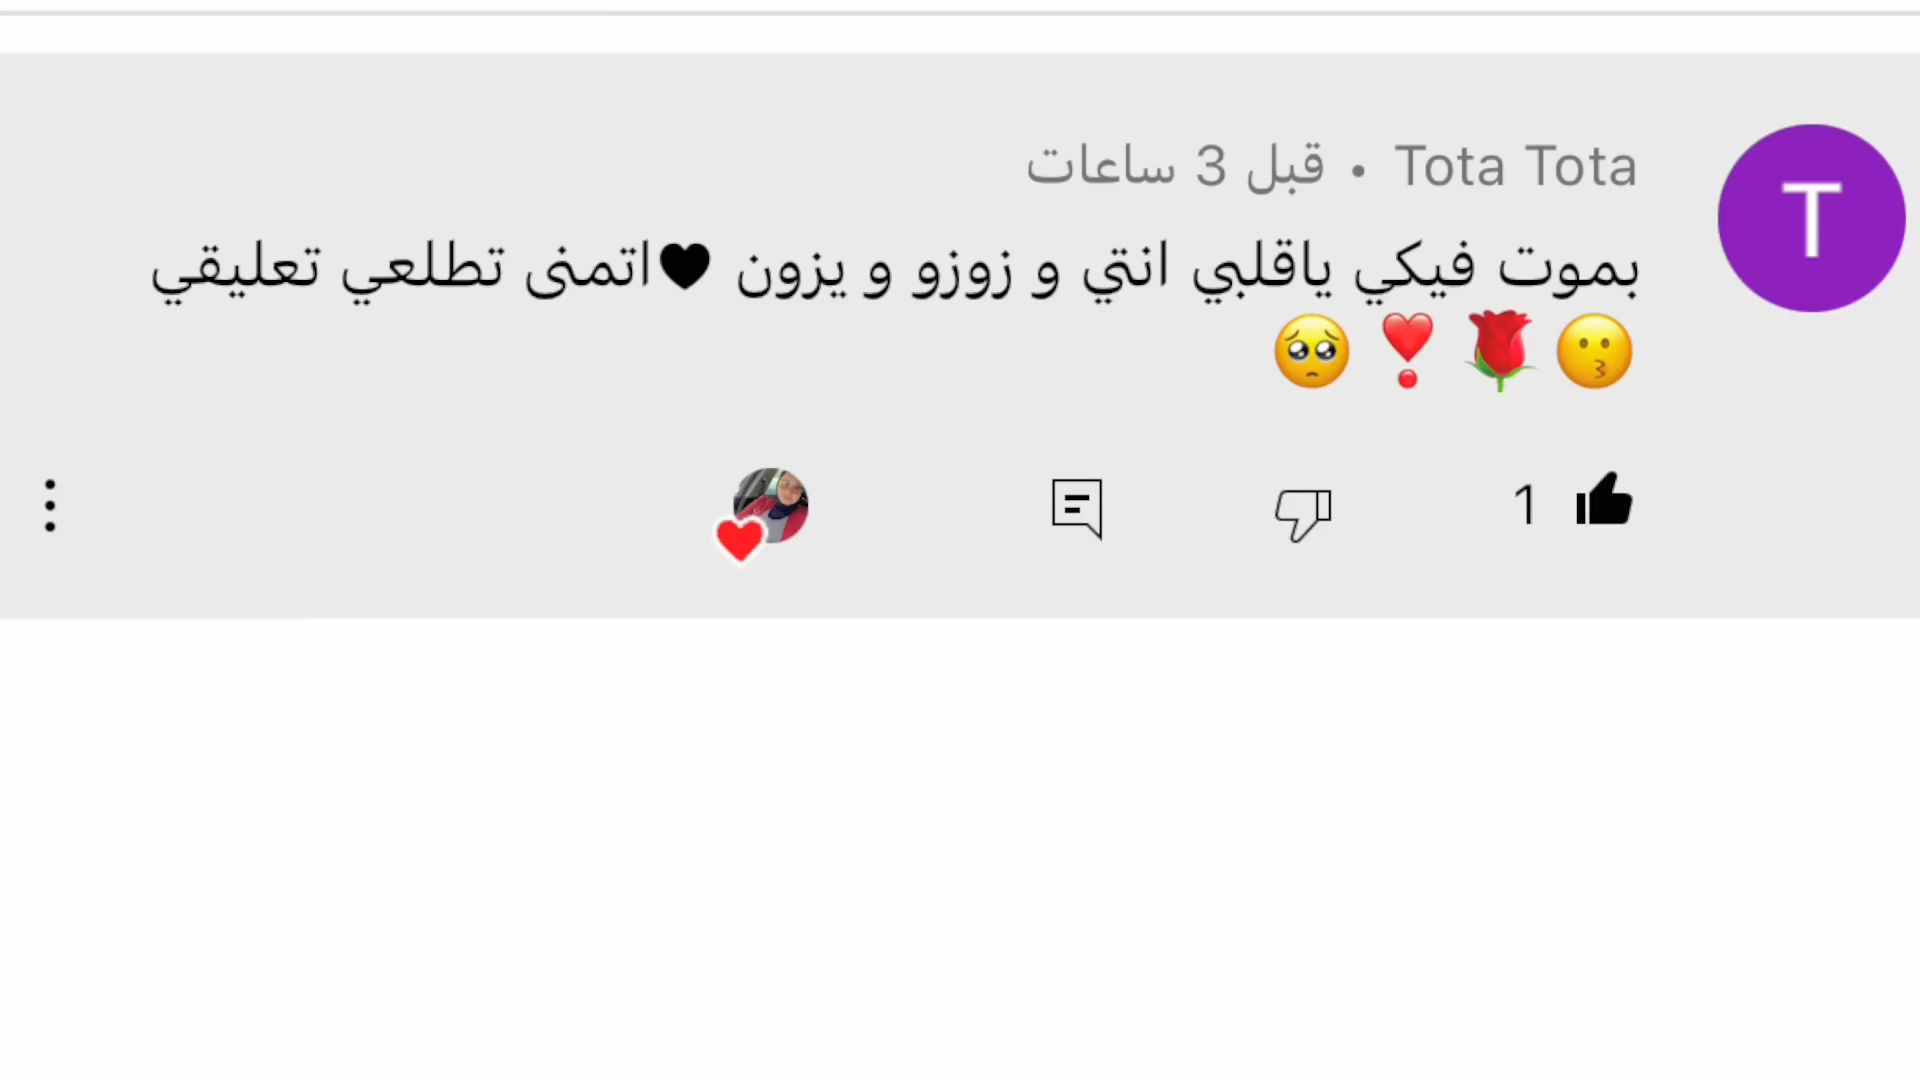 T
Tota Tota • قبل 3 ساعات
بموت فيكي ياقلبي انتي و زوزو و يزون ♥اتمنى تطلعي تعليقي
😗 🌹 ❣️ 🥺
1